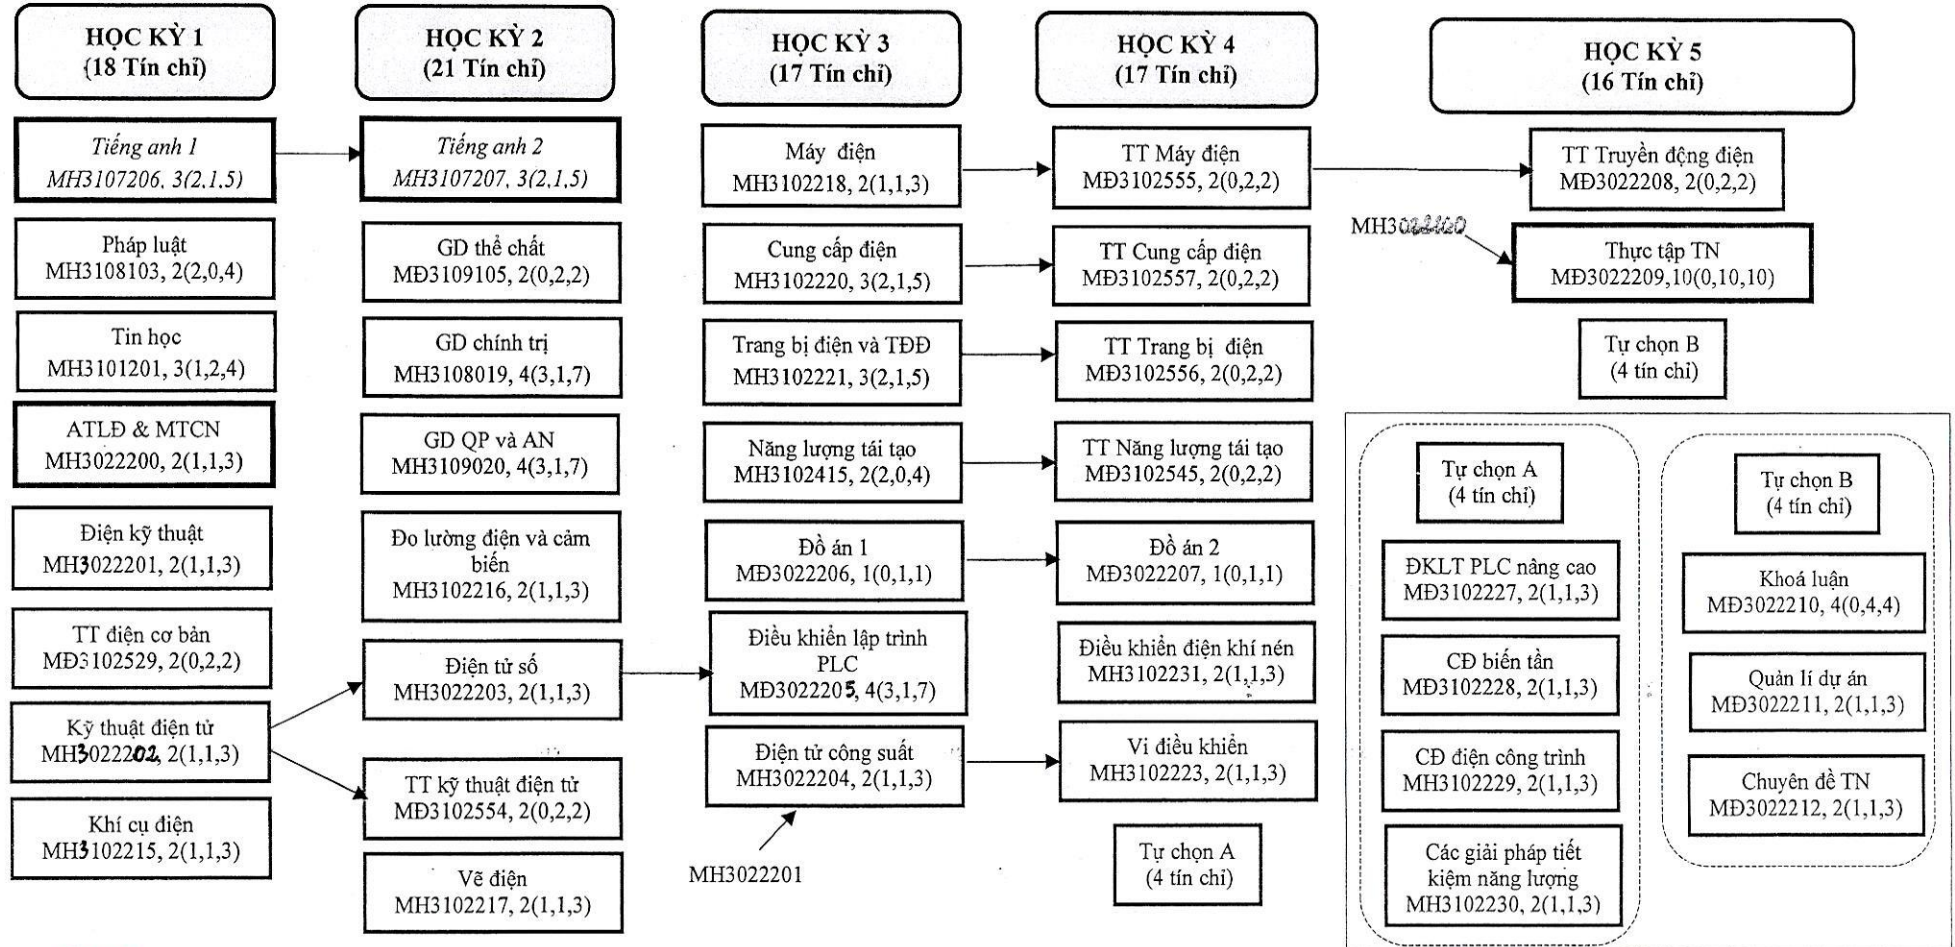 HỌC KỲ 1
(18 Tín chỉ)
Tiếng anh 1
MH3107206, 3(2,1,5)
Pháp luật
MH3108103, 2(2,0,4)
Tin học
MH3101201, 3(1,2,4)
ATLĐ & MTCN
MH3022200, 2(1,1,3)
Điện kỹ thuật
MH3022201, 2(1,1,3)
TT điện cơ bản
MĐ3102529, 2(0,2,2)
Kỹ thuật điện tử
MH3022202, 2(1,1,3)
Khí cụ điện
MH3102215, 2(1,1,3)
HỌC KỲ 2
(21 Tín chỉ)
Tiếng anh 2
MH3107207, 3(2,1,5)
GD thể chất
MĐ3109105, 2(0,2,2)
GD chính trị
MH3108019, 4(3,1,7)
GD QP và AN
MH3109020, 4(3,1,7)
Đo lường điện và cảm
biến
MH3102216, 2(1,1,3)
Điện tử số
MH3022203, 2(1,1,3)
TT kỹ thuật điện tử
MĐ3102554, 2(0,2,2)
Vẽ điện
MH3102217, 2(1,1,3)
HỌC KỲ 3
(17 Tín chỉ)
Máy điện
MH3102218, 2(1,1,3)
Cung cấp điện
MH3102220, 3(2,1,5)
Trang bị điện và TĐĐ
MH3102221, 3(2,1,5)
Năng lượng tái tạo
MH3102415, 2(2,0,4)
Đồ án 1
MĐ3022206, 1(0,1,1)
Điều khiển lập trình
PLC
MĐ3022205, 4(3,1,7)
Điện tử công suất
MH3022204, 2(1,1,3)
MH3022201
HỌC KỲ 4
(17 Tín chỉ)
TT Máy điện
MĐ3102555, 2(0,2,2)
TT Cung cấp điện
MĐ3102557, 2(0,2,2)
TT Trang bị điện
MĐ3102556, 2(0,2,2)
TT Năng lượng tái tạo
MĐ3102545, 2(0,2,2)
Đồ án 2
MĐ3022207, 1(0,1,1)
Điều khiển điện khí nén
MH3102231, 2(1,1,3)
Vi điều khiển
MH3102223, 2(1,1,3)
Tự chọn A
(4 tín chỉ)
HỌC KỲ 5
(16 Tín chỉ)
TT Truyền động điện
MĐ3022208, 2(0,2,2)
Thực tập TN
MĐ3022209,10(0,10,10)
Tự chọn B
(4 tín chỉ)
Tự chọn A
(4 tín chỉ)
ĐKLT PLC nâng cao
MĐ3102227, 2(1,1,3)
CĐ biến tần
MĐ3102228, 2(1,1,3)
CĐ điện công trình
MH3102229, 2(1,1,3)
Các giải pháp tiết
kiệm năng lượng
MH3102230, 2(1,1,3)
Tự chọn B
(4 tín chỉ)
Khoá luận
MĐ3022210, 4(0,4,4)
Quản lí dự án
MĐ3022211, 2(1,1,3)
Chuyên đề TN
MĐ3022212, 2(1,1,3)